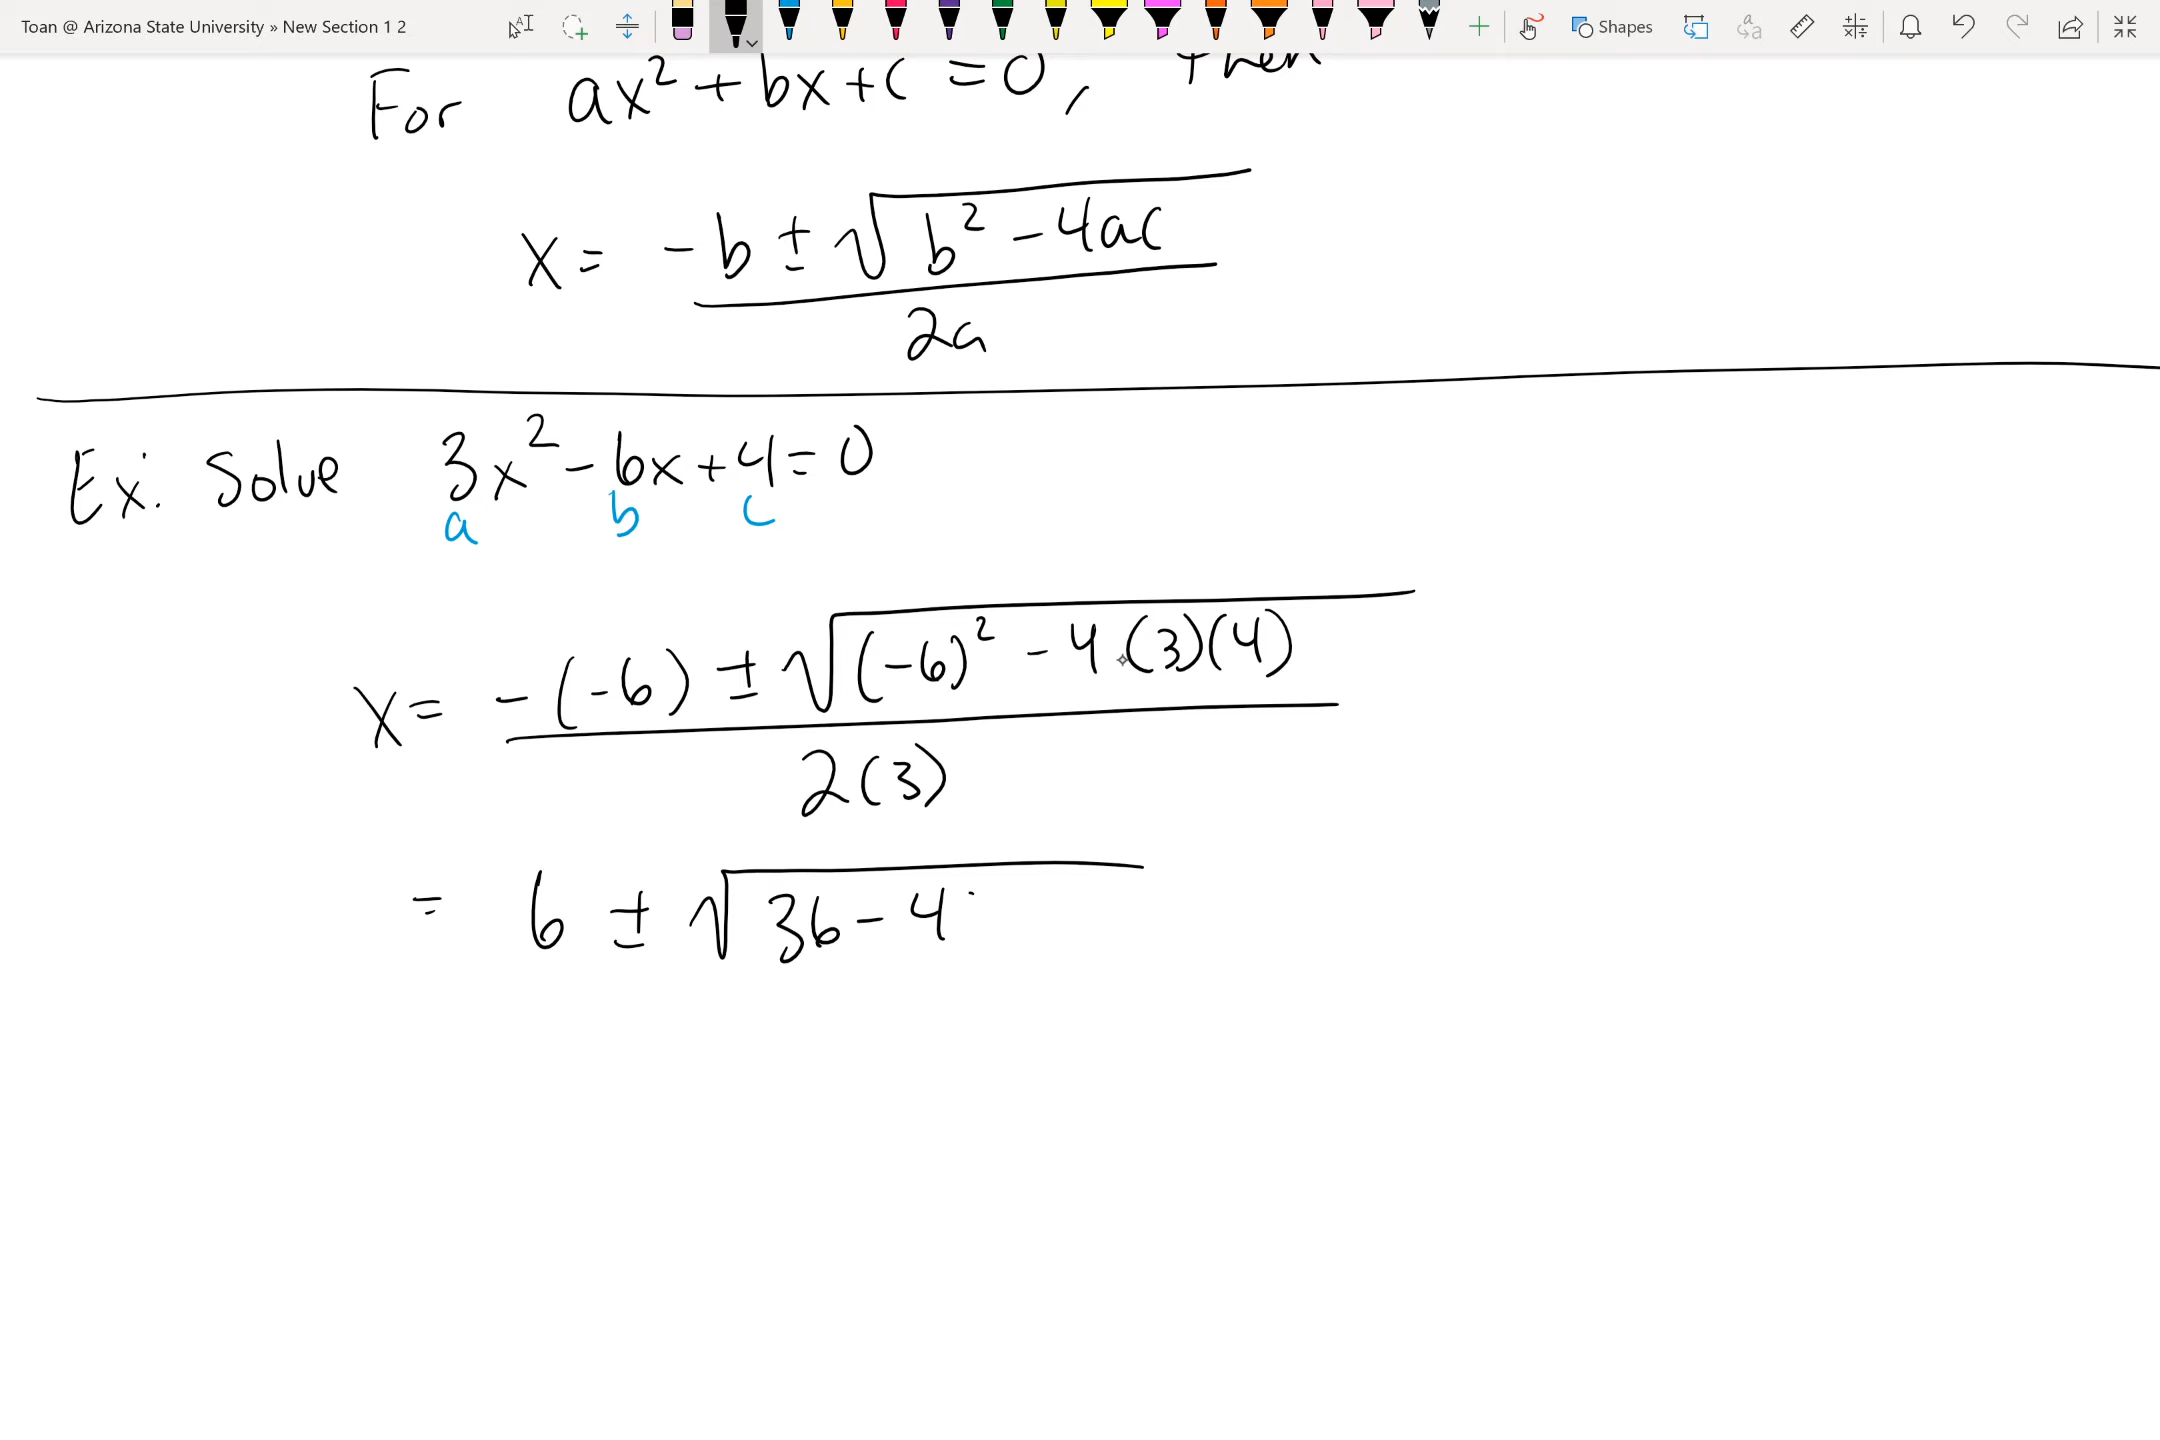 Toan @ Arizona State University » New Section 1 2
Shapes
For ax² + bx + c = 0, then
x = (-b ± √(b² - 4ac)) / 2a
Ex: Solve 3x² - 6x + 4 = 0
a b c
x = (-(-6) ± √((-6)² - 4·(3)(4))) / 2(3)
= 6 ± √(36 - 4·